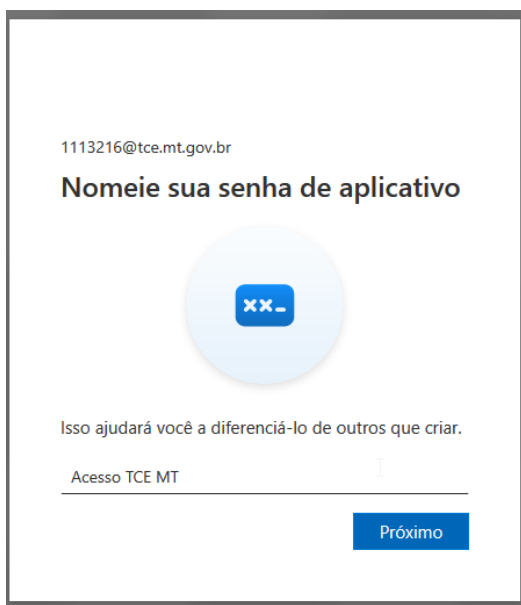 1113216@tce.mt.gov.br
Nomeie sua senha de aplicativo
xx-
Isso ajudará você a diferenciá-lo de outros que criar.
Acesso TCE MT
Próximo